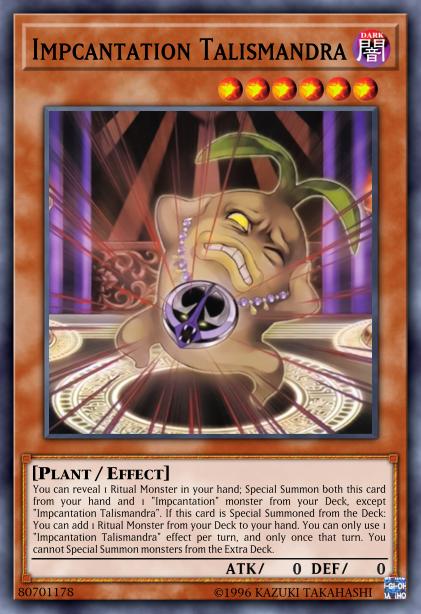 IMPCANTATION TALISMANDRA
DARK
闇
[PLANT / EFFECT]
You can reveal 1 Ritual Monster in your hand; Special Summon both this
card from your hand and 1 "Impcantation" monster from your Deck, except
"Impcantation Talismandra". If this card is Special Summoned from the Deck:
You can add 1 Ritual Monster from your Deck to your hand. You can only use 1
"Impcantation Talismandra" effect per turn, and only once that turn. You
cannot Special Summon monsters from the Extra Deck.
ATK/ 0 DEF/ 0
80701178 ©1996 KAZUKI TAKAHASHI